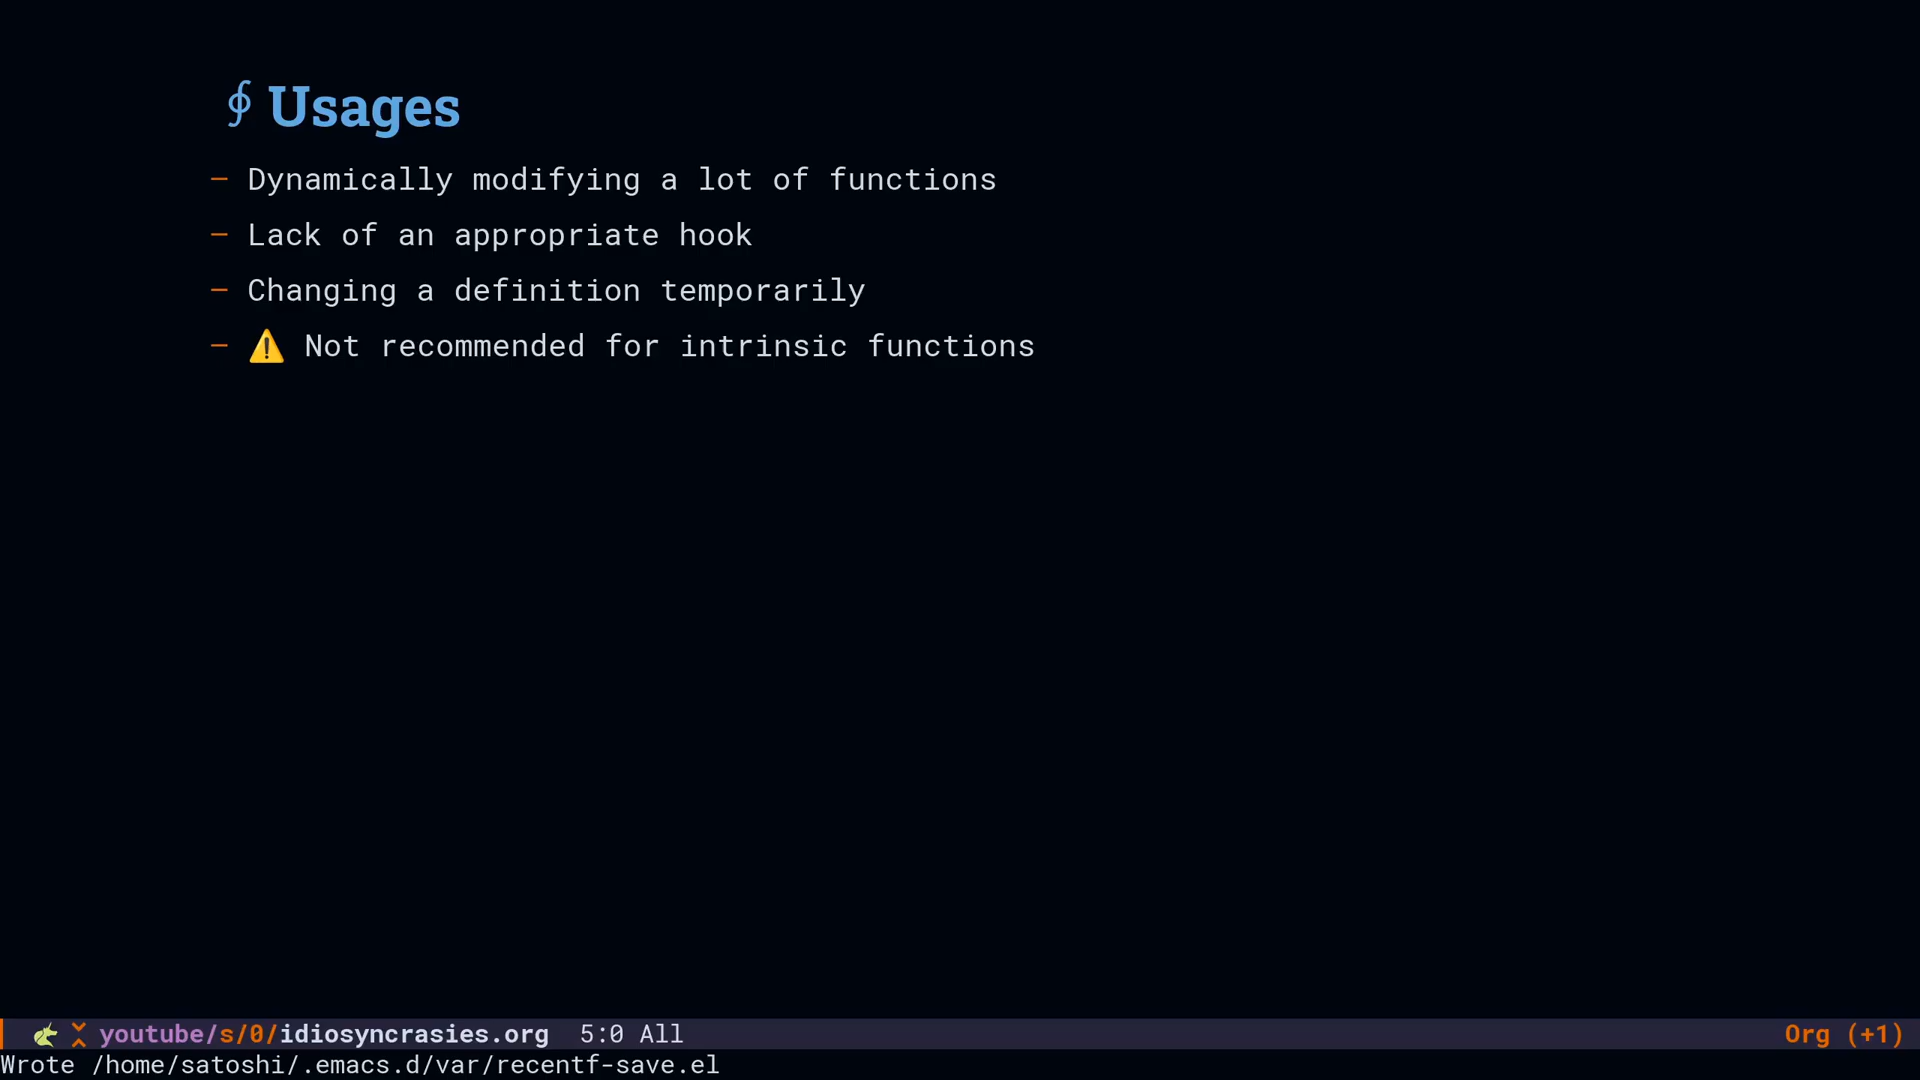 ∮ Usages
– Dynamically modifying a lot of functions
– Lack of an appropriate hook
– Changing a definition temporarily
– ⚠️ Not recommended for intrinsic functions
youtube/s/0/idiosyncrasies.org 5:0 All Org (+1)
Wrote /home/satoshi/.emacs.d/var/recentf-save.el